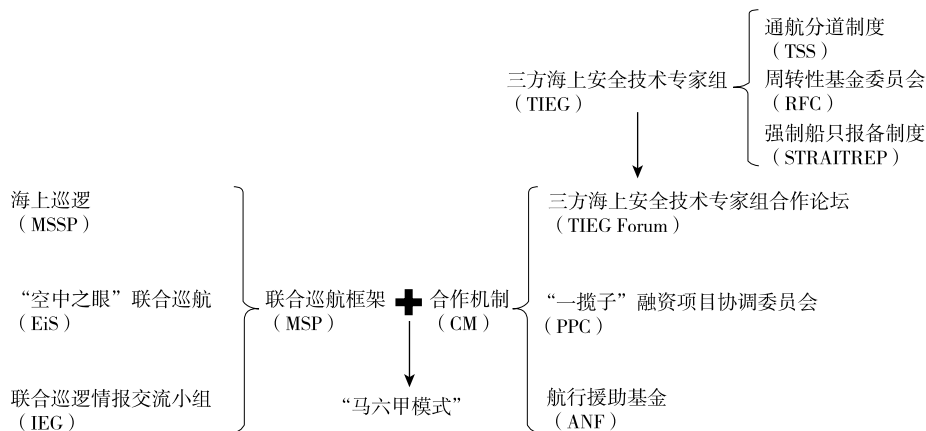 通航分道制度
（TSS）
三方海上安全技术专家组
（TIEG）
周转性基金委员会
（RFC）
强制船只报备制度
（STRAITREP）
海上巡逻
（MSSP）
三方海上安全技术专家组合作论坛
（TIEG Forum）
“空中之眼”联合巡航
（EiS）
联合巡航框架
（MSP）
合作机制
（CM）
“一揽子”融资项目协调委员会
（PPC）
联合巡逻情报交流小组
（IEG）
“马六甲模式”
航行援助基金
（ANF）